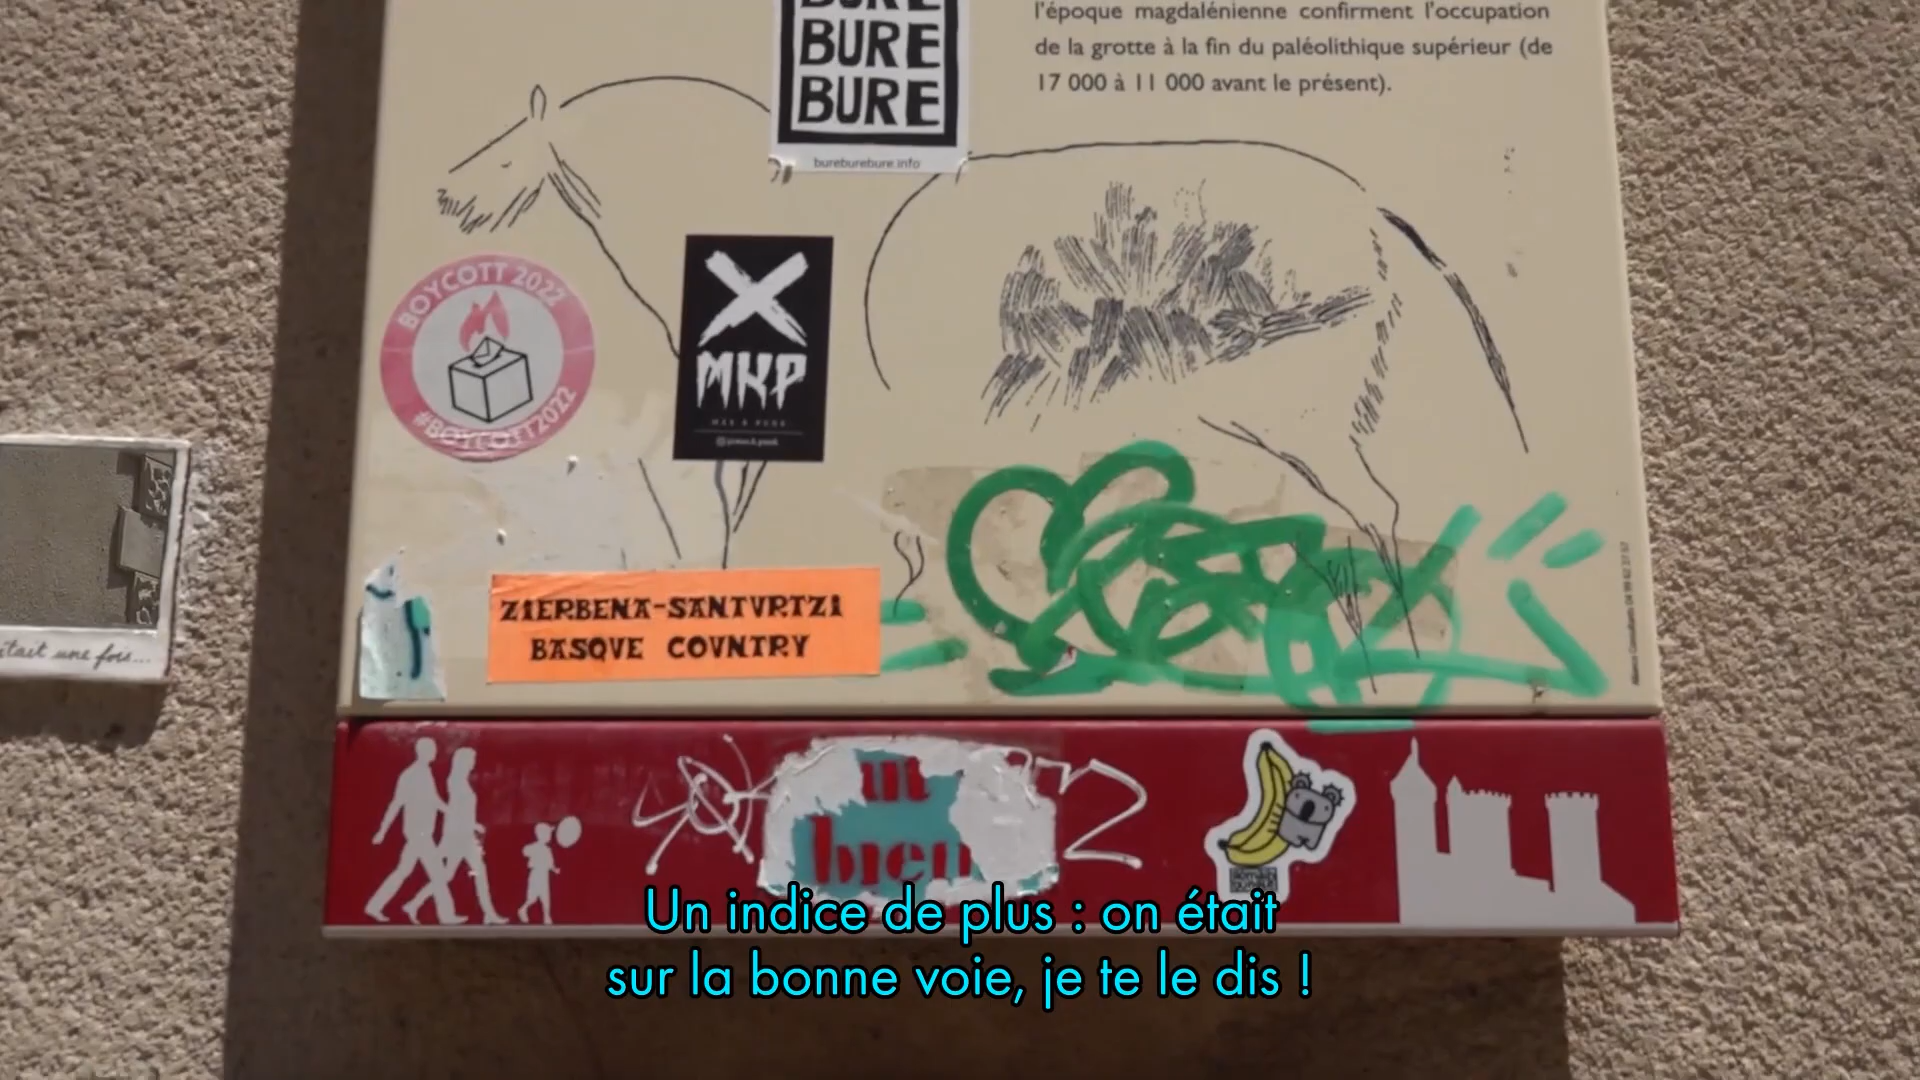 BURE
BURE
BURE
bureburebure.info
l'époque magdalénienne confirment l'occupation
de la grotte à la fin du paléolithique supérieur (de
17 000 à 11 000 avant le présent).
BOYCOTT 2022
#BOYCOTT2022
MKP
était une fois...
ZIERBENA-SANTVRTZI
BASQVE COVNTRY
ut
bien
Un indice de plus : on était
sur la bonne voie, je te le dis !